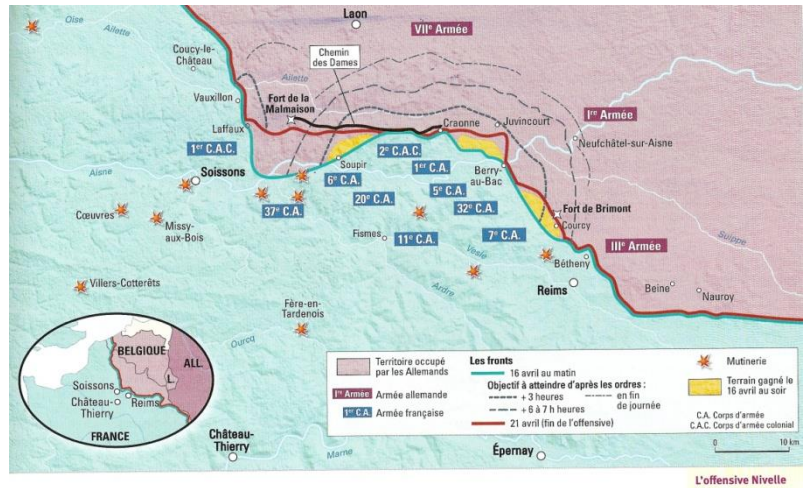 Laon
VIIe Armée
Oise
Ailette
Coucy-le-
Château
Chemin
des Dames
Ailette
Vauxillon
Fort de la
Malmaison
Ire Armée
Craonne
Juvincourt
Laffaux
Neufchâtel-sur-Aisne
1er C.A.C.
2e C.A.C.
Soupir
1er C.A.
Aisne
Soissons
6e C.A.
Berry-
au-Bac
5e C.A.
20e C.A.
37e C.A.
32e C.A.
Fort de Brimont
Cœuvres
Missy-
aux-Bois
Courcy
Fismes
11e C.A.
7e C.A.
IIIe Armée
Suippe
Vesle
Bétheny
Villers-Cotterêts
Ardre
Reims
Beine
Nauroy
Fère-en-
Tardenois
Ourcq
BELGIQUE
ALL.
L.
Soissons
Château-
Thierry
Reims
FRANCE
Château-
Thierry
Marne
Épernay
Territoire occupé
par les Allemands
Ire Armée
Armée allemande
1er C.A.
Armée française
Les fronts
16 avril au matin
Objectif à atteindre d'après les ordres :
+ 3 heures
+ 6 à 7 h heures
en fin
de journée
21 avril (fin de l'offensive)
Mutinerie
Terrain gagné le
16 avril au soir
C.A. Corps d'armée
C.A.C. Corps d'armée colonial
0
10 km
L'offensive Nivelle